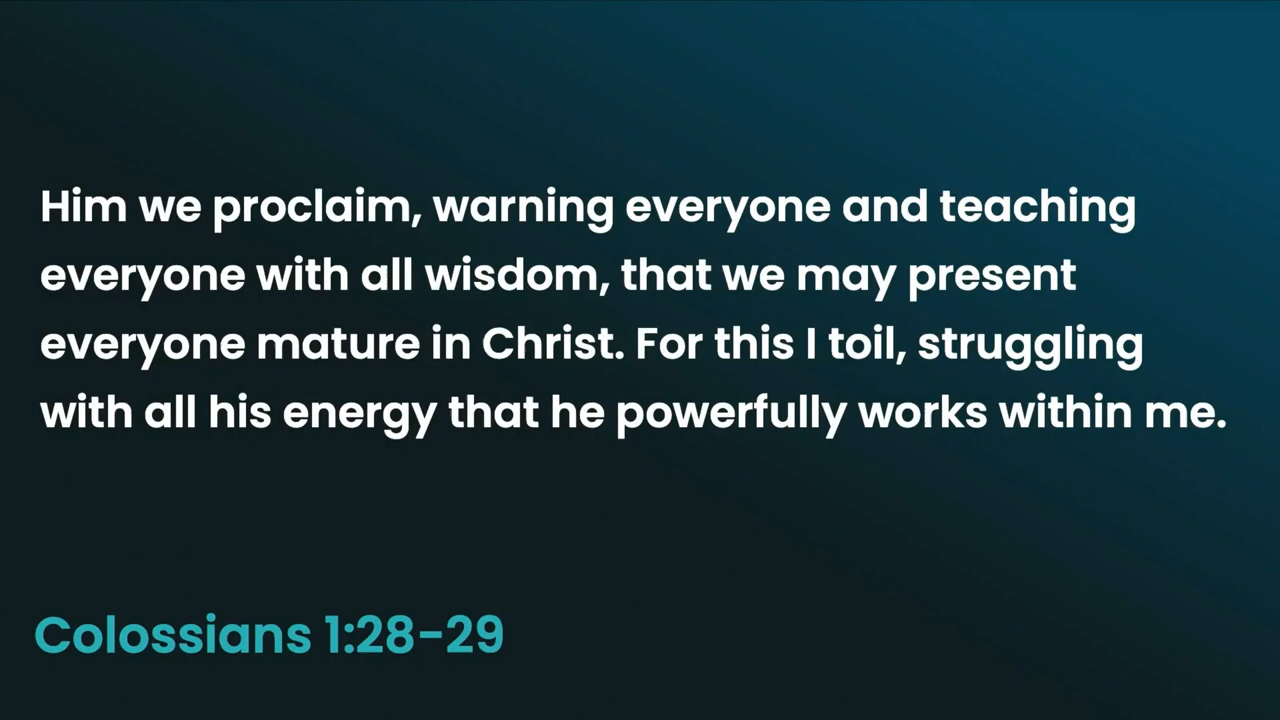 Him we proclaim, warning everyone and teaching
everyone with all wisdom, that we may present
everyone mature in Christ. For this I toil, struggling
with all his energy that he powerfully works within me.
Colossians 1:28-29